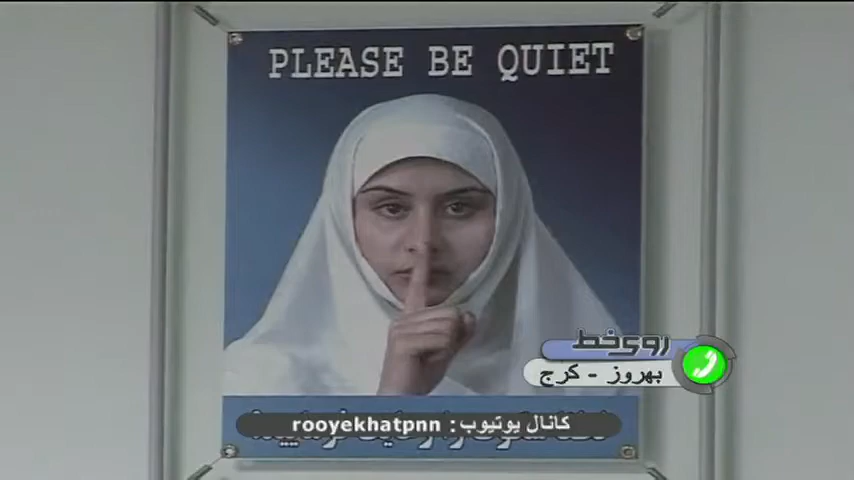 PLEASE BE QUIET
روی خط
بهروز - کرج
کانال یوتیوب : rooyekhatpnn